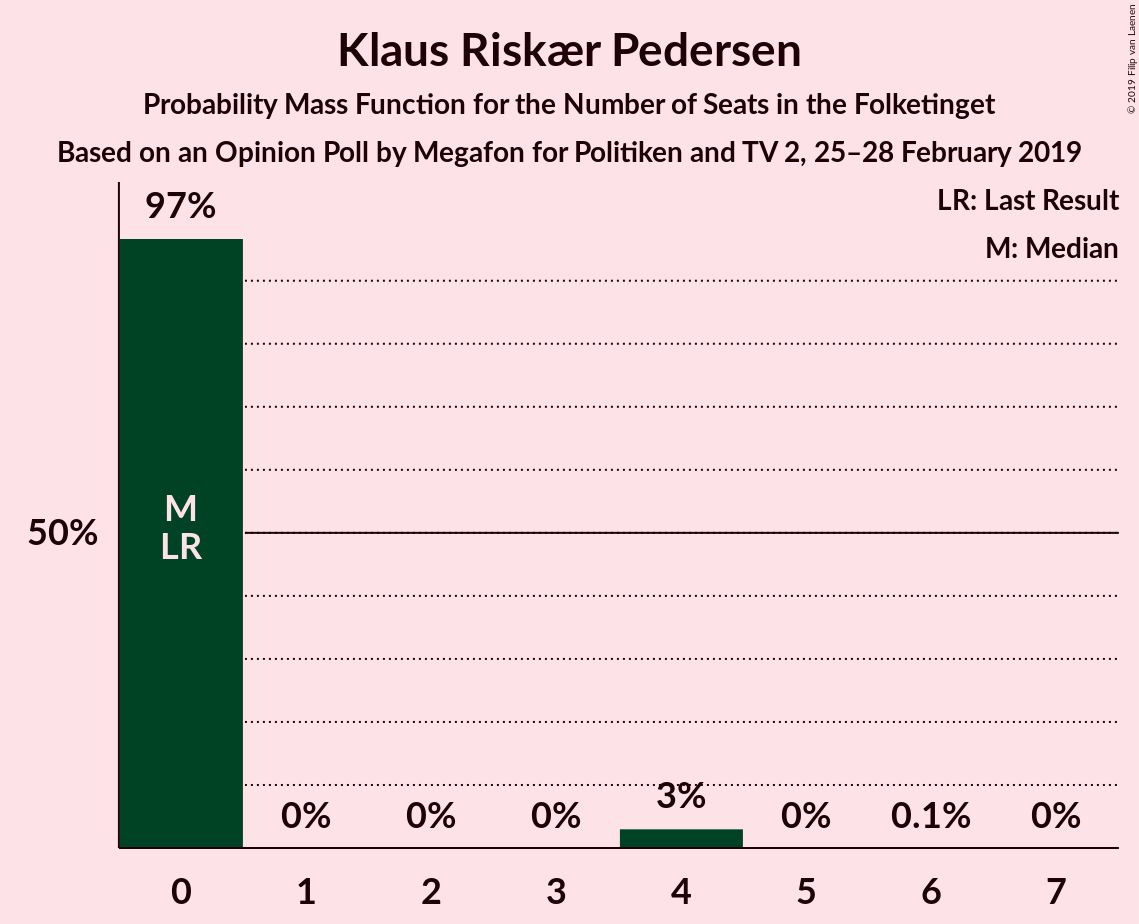 Klaus Riskær Pedersen
Probability Mass Function for the Number of Seats in the Folketinget
Based on an Opinion Poll by Megafon for Politiken and TV 2, 25–28 February 2019
© 2019 Filip van Laenen
LR: Last Result
M: Median
97%
M
LR
50%
0%
0%
0%
3%
0%
0.1%
0%
0
1
2
3
4
5
6
7